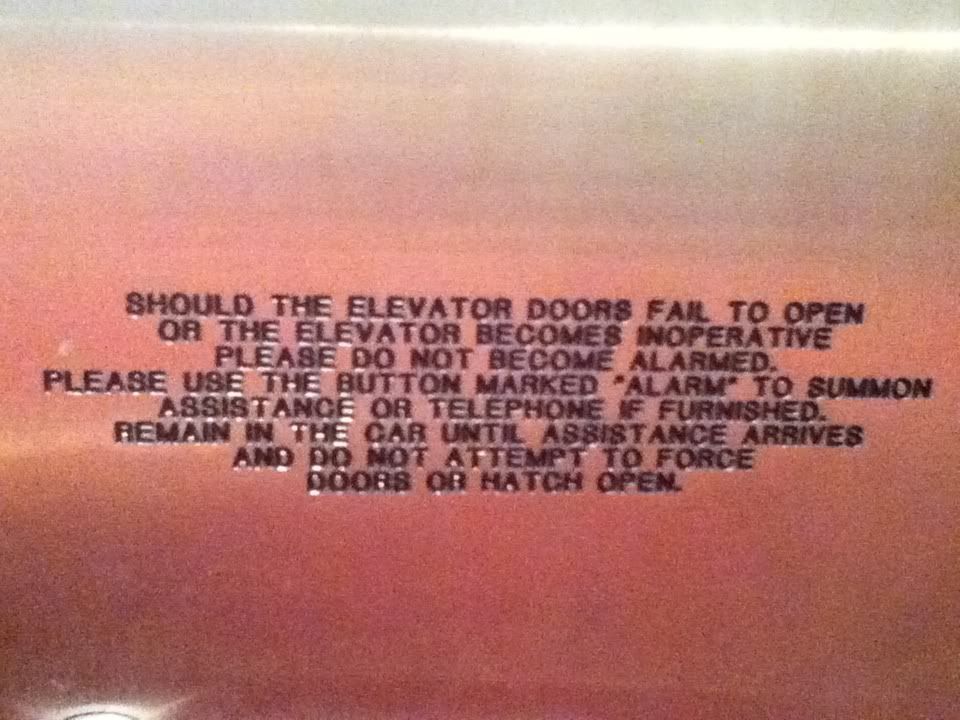 SHOULD THE ELEVATOR DOORS FAIL TO OPEN
OR THE ELEVATOR BECOMES INOPERATIVE
PLEASE DO NOT BECOME ALARMED.
PLEASE USE THE BUTTON MARKED "ALARM" TO SUMMON
ASSISTANCE OR TELEPHONE IF FURNISHED.
REMAIN IN THE CAR UNTIL ASSISTANCE ARRIVES
AND DO NOT ATTEMPT TO FORCE
DOORS OR HATCH OPEN.